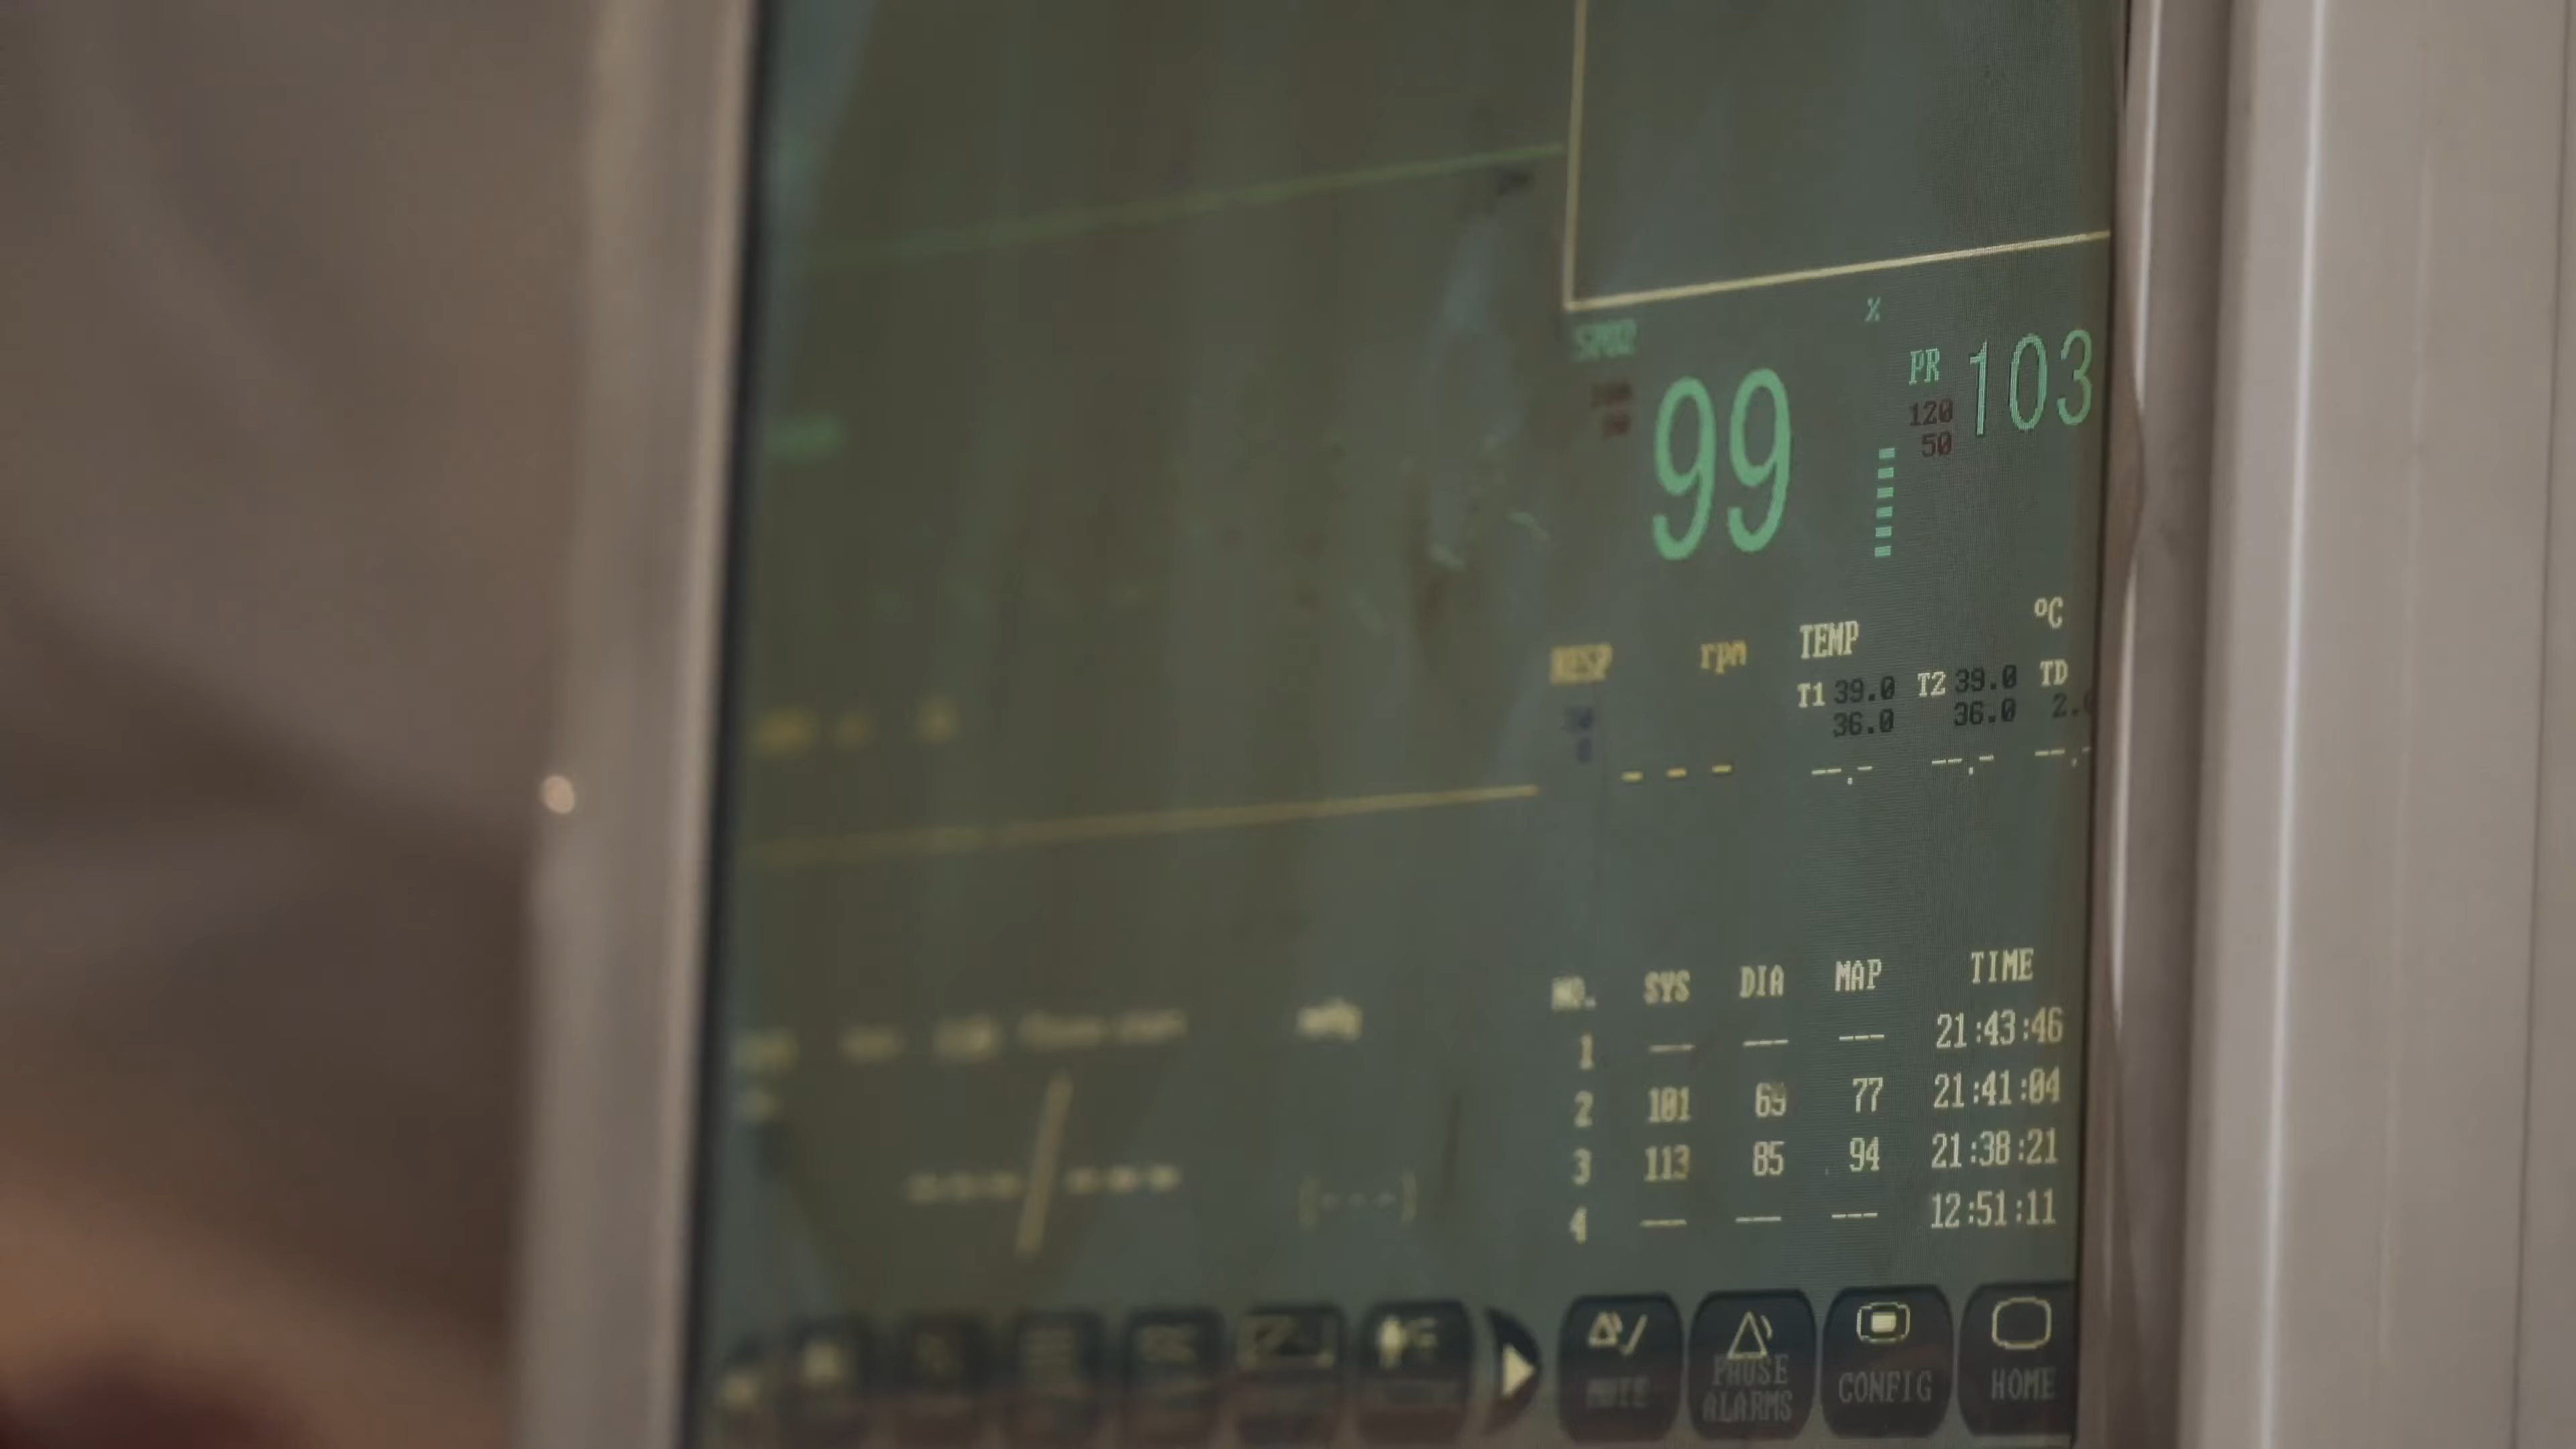 %
SPO2
99
PR 103
120
50
°C
RESP rpm TEMP
T1 39.0 T2 39.0 TD
36.0 36.0 2.
- - - --.- --.- --.-
NO. SYS DIA MAP TIME
1 --- --- --- 21:43:46
2 101 69 77 21:41:04
3 113 85 94 21:38:21
4 --- --- --- 12:51:11
--- / --- (---)
MUTE
PAUSE
ALARMS
CONFIG
HOME